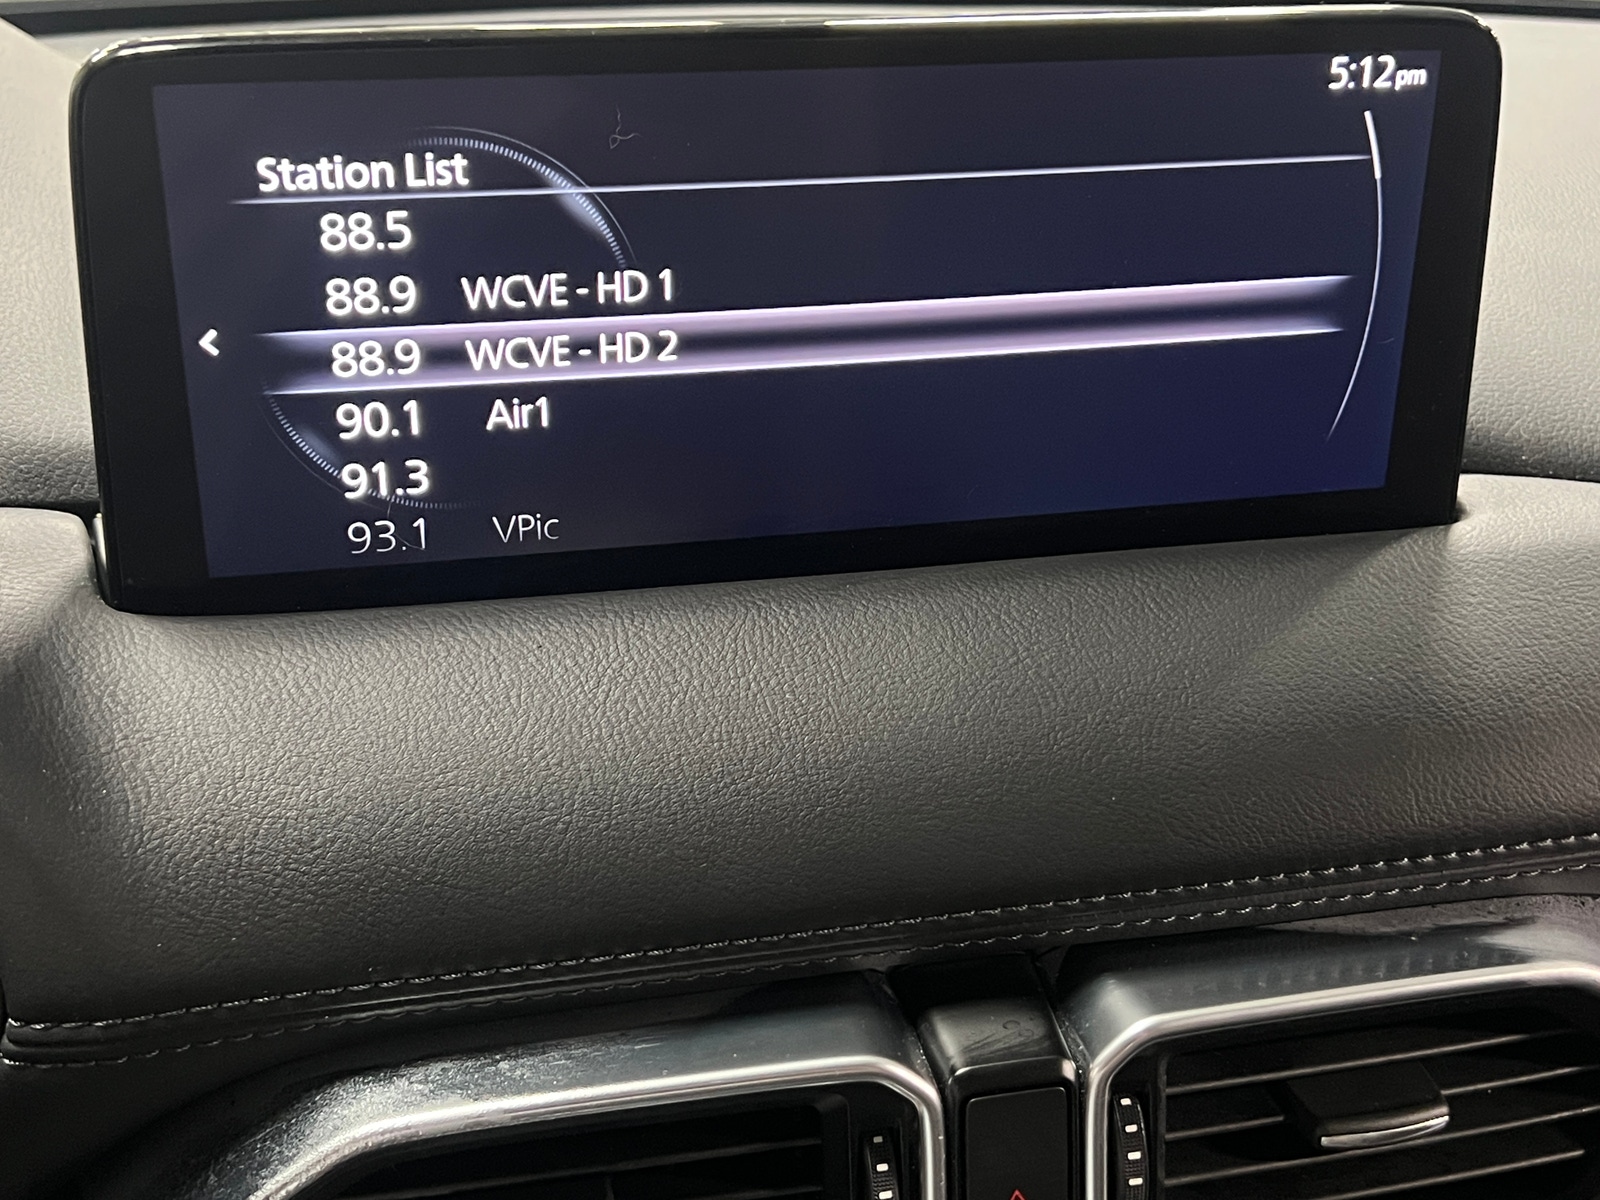 5:12pm
Station List
88.5
88.9 WCVE - HD 1
88.9 WCVE - HD 2
90.1 Air1
91.3
93.1 VPic